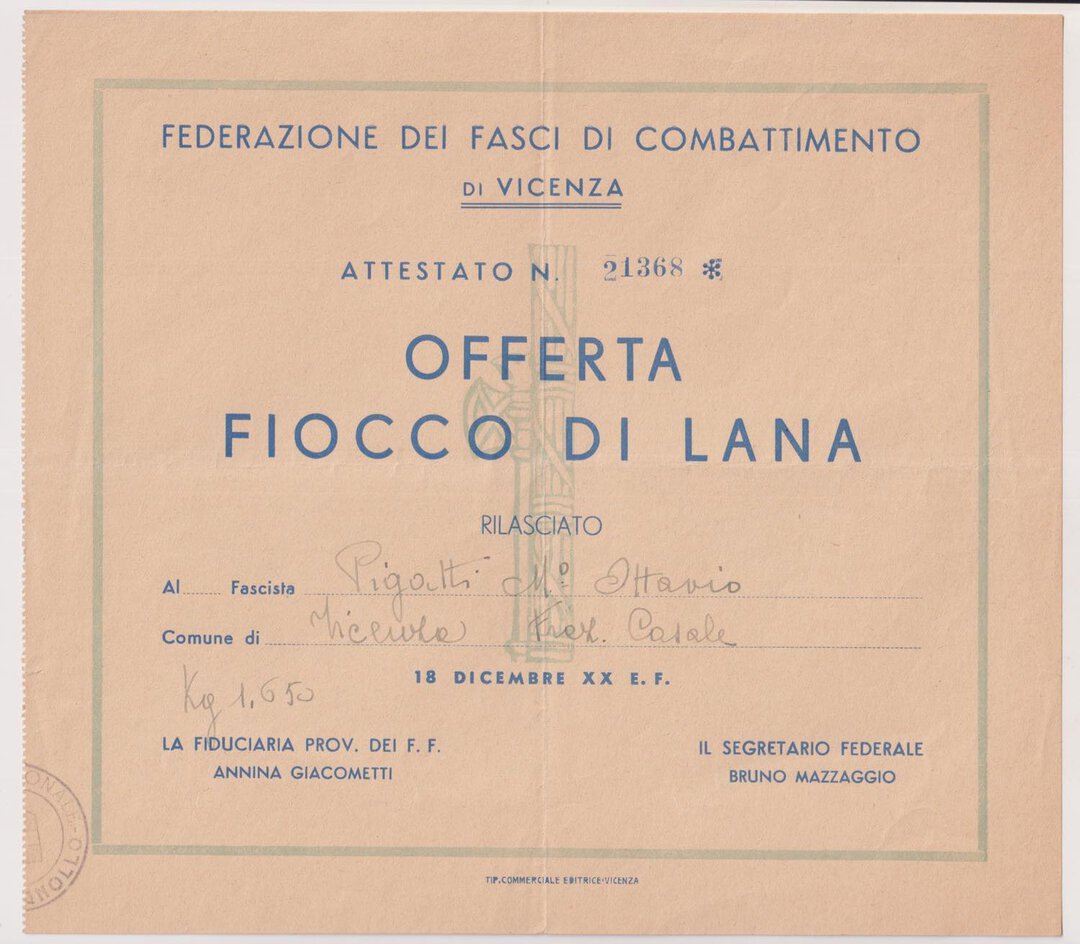 FEDERAZIONE DEI FASCI DI COMBATTIMENTO
DI VICENZA
ATTESTATO N. 21368 *
OFFERTA
FIOCCO DI LANA
RILASCIATO
Al Fascista Pigatti M.º Ottavio
Comune di Vicenza Fraz. Casale
18 DICEMBRE XX E. F.
Kg 1,650
LA FIDUCIARIA PROV. DEI F. F.
ANNINA GIACOMETTI
IL SEGRETARIO FEDERALE
BRUNO MAZZAGGIO
TIP. COMMERCIALE EDITRICE-VICENZA